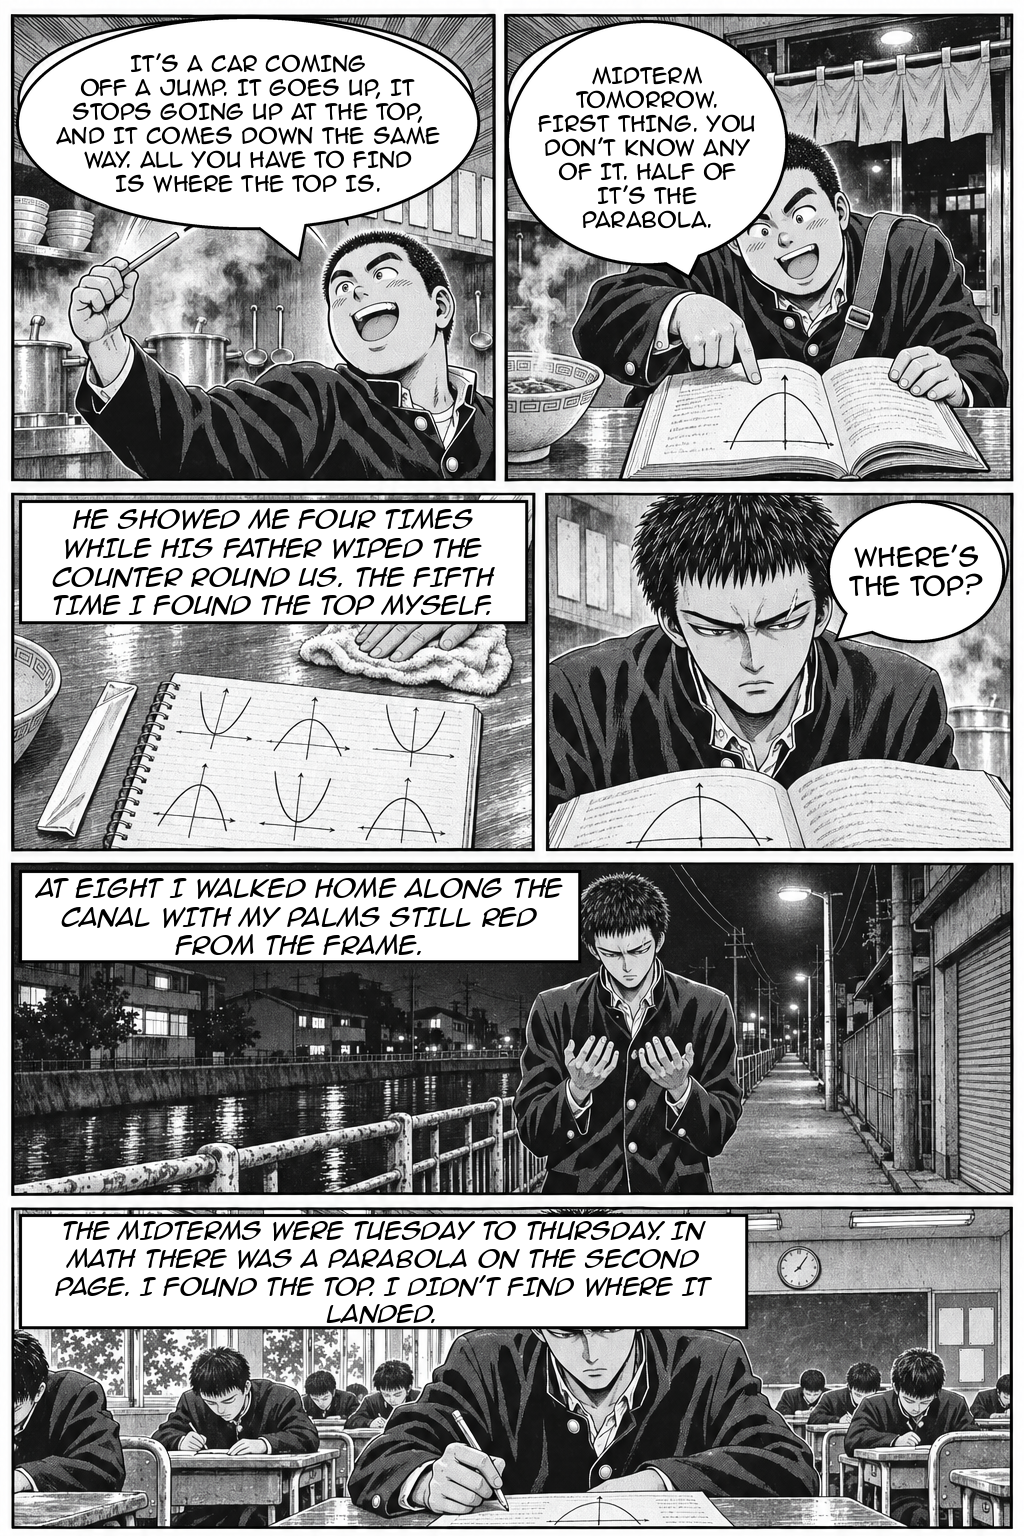 MIDTERM
TOMORROW.
FIRST THING. YOU
DON'T KNOW ANY
OF IT. HALF OF
IT'S THE
PARABOLA.
IT'S A CAR COMING
OFF A JUMP. IT GOES UP, IT
STOPS GOING UP AT THE TOP,
AND IT COMES DOWN THE SAME
WAY. ALL YOU HAVE TO FIND
IS WHERE THE TOP IS.
WHERE'S
THE TOP?
HE SHOWED ME FOUR TIMES
WHILE HIS FATHER WIPED THE
COUNTER ROUND US. THE FIFTH
TIME I FOUND THE TOP MYSELF.
AT EIGHT I WALKED HOME ALONG THE
CANAL WITH MY PALMS STILL RED
FROM THE FRAME.
THE MIDTERMS WERE TUESDAY TO THURSDAY. IN
MATH THERE WAS A PARABOLA ON THE SECOND
PAGE. I FOUND THE TOP. I DIDN'T FIND WHERE IT
LANDED.